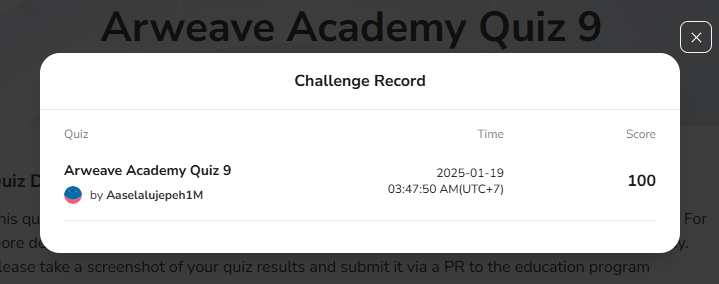 Arweave Academy Quiz 9
Challenge Record
Quiz Time Score
Arweave Academy Quiz 9
by Aaselalujepeh1M
2025-01-19
03:47:50 AM(UTC+7)
100
his qu For
ore de y.
lease take a screenshot of your quiz results and submit it via a PR to the education program